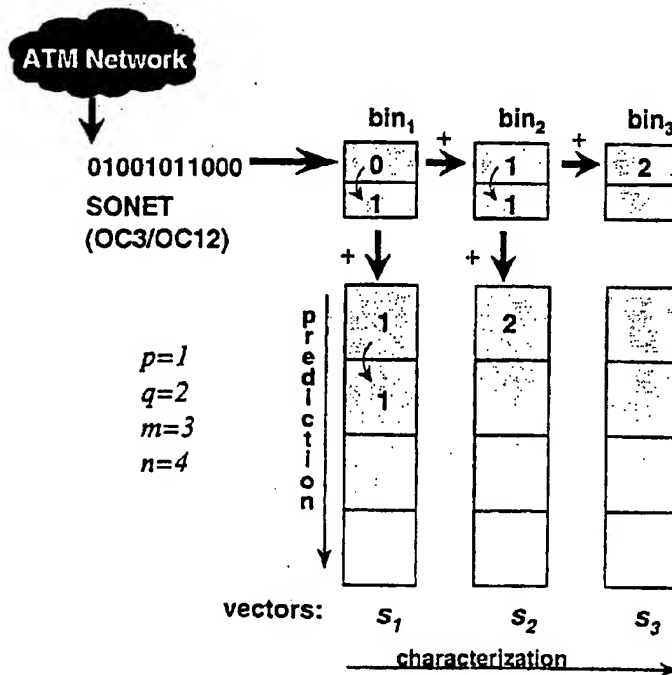 ATM Network
bin1 bin2 bin3
+ +
01001011000 0 1 2
1 1
SONET
(OC3/OC12)
+ +
prediction
1 2
1
p=1
q=2
m=3
n=4
vectors: s1 s2 s3
characterization